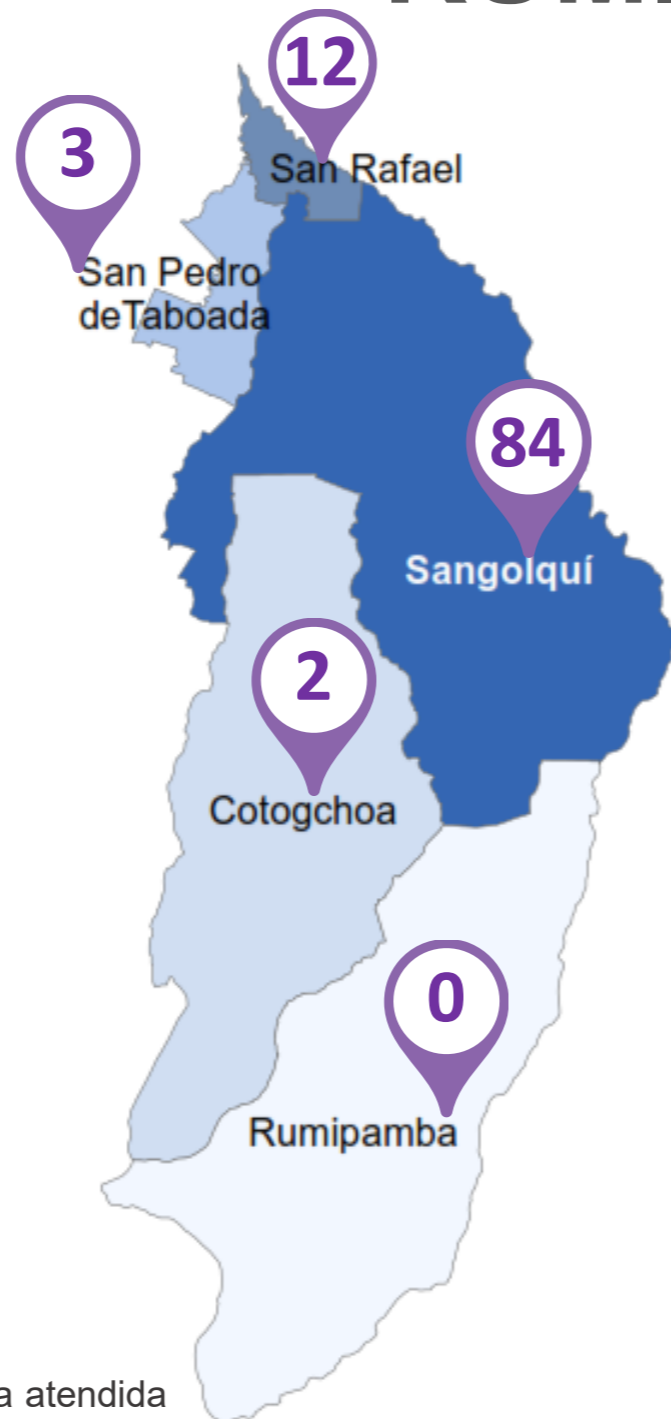 12
San Rafael
3
San Pedro
deTaboada
84
Sangolquí
2
Cotogchoa
0
Rumipamba
atendida